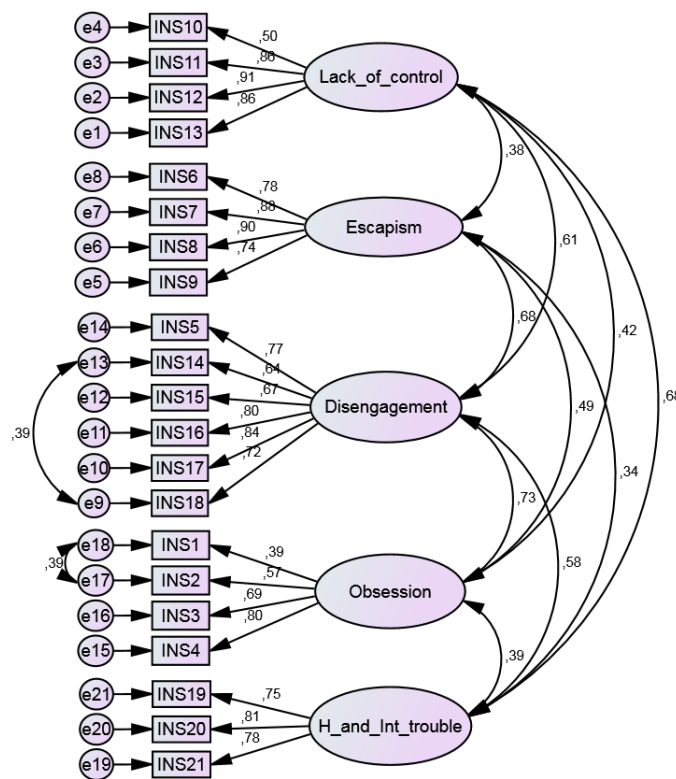 e4 INS10 ,50
e3 INS11 ,86
e2 INS12 ,91
e1 INS13 ,86
Lack_of_control
,38
e8 INS6 ,78
e7 INS7 ,88
e6 INS8 ,90
e5 INS9 ,74
Escapism
,61
,68
,42
e14 INS5 ,77
e13 INS14 ,64
e12 INS15 ,67
e11 INS16 ,80
e10 INS17 ,84
e9 INS18 ,72
Disengagement
,39
,49
,68
,34
,73
,58
e18 INS1 ,39
e17 INS2 ,57
e16 INS3 ,69
e15 INS4 ,80
,39
Obsession
,39
e21 INS19 ,75
e20 INS20 ,81
e19 INS21 ,78
H_and_Int_trouble